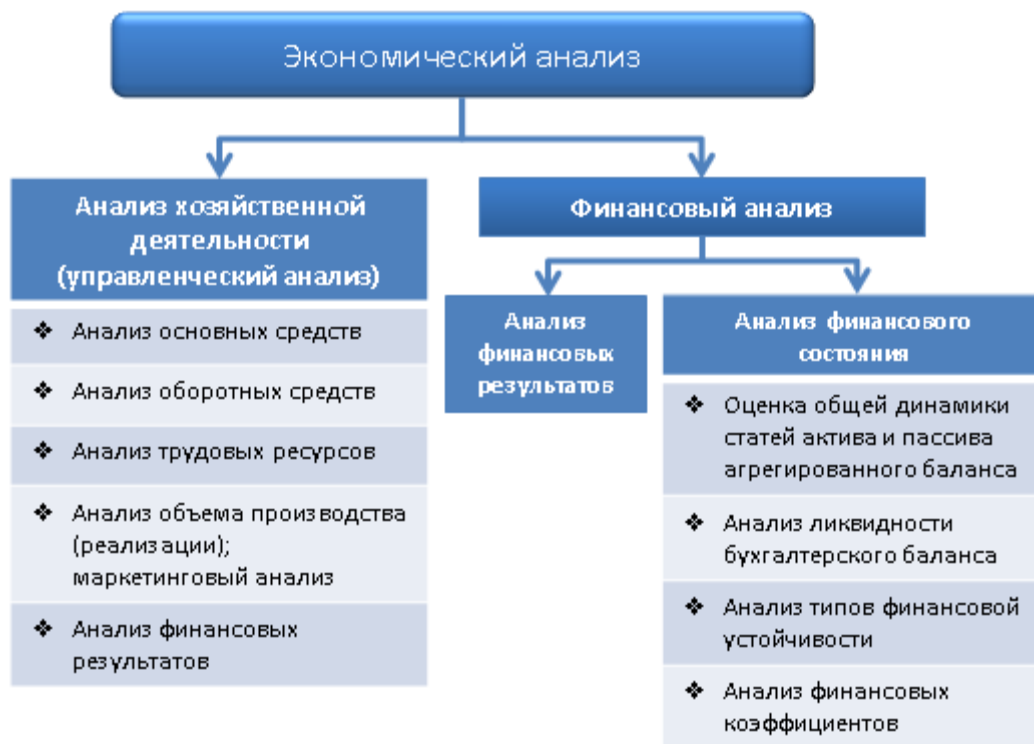 Экономический анализ
Анализ хозяйственной
деятельности
(управленческий анализ)
❖ Анализ основных средств
❖ Анализ оборотных средств
❖ Анализ трудовых ресурсов
❖ Анализ объема производства
(реализации);
маркетинговый анализ
❖ Анализ финансовых
результатов
Финансовый анализ
Анализ
финансовых
результатов
Анализ финансового
состояния
❖ Оценка общей динамики
статей актива и пассива
агрегированного баланса
❖ Анализ ликвидности
бухгалтерского баланса
❖ Анализ типов финансовой
устойчивости
❖ Анализ финансовых
коэффициентов